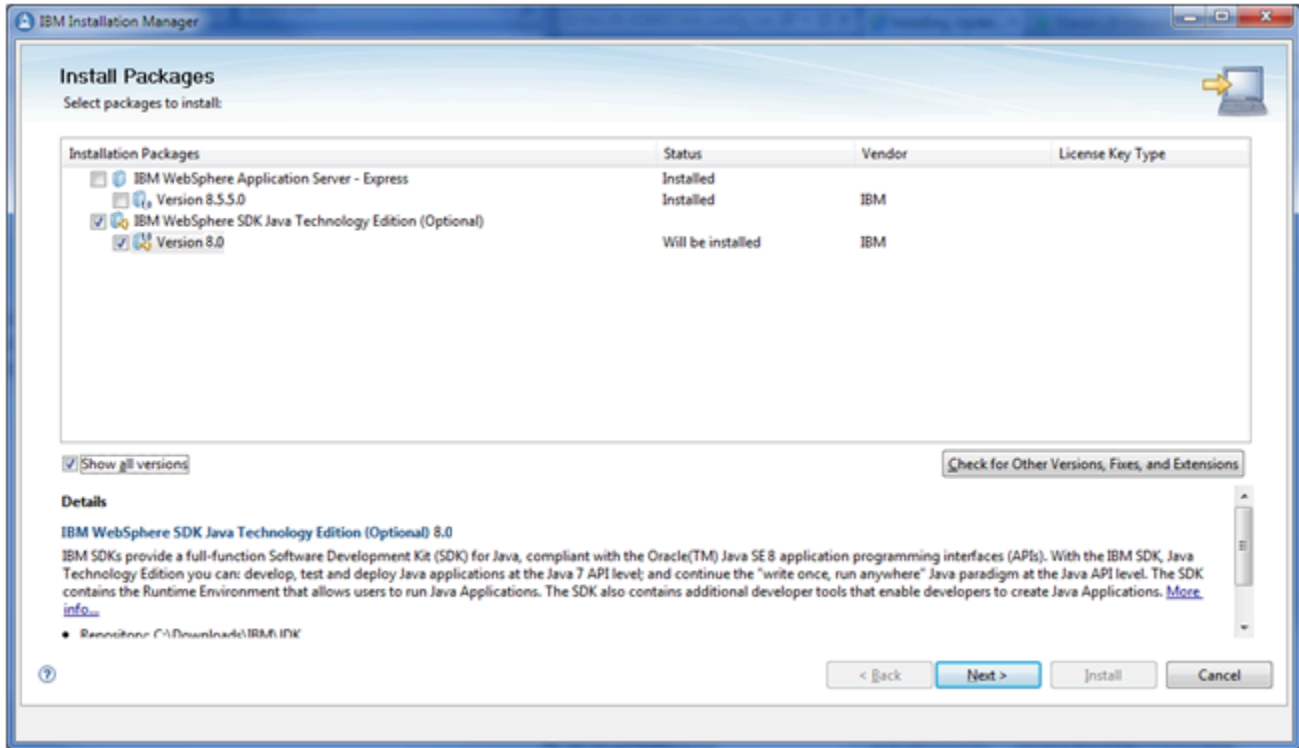 IBM Installation Manager
Install Packages
Select packages to install:
Installation Packages Status Vendor License Key Type
IBM WebSphere Application Server - Express Installed
Version 8.5.5.0 Installed IBM
IBM WebSphere SDK Java Technology Edition (Optional)
Version 8.0 Will be installed IBM
Show all versions Check for Other Versions, Fixes, and Extensions
Details
IBM WebSphere SDK Java Technology Edition (Optional) 8.0
IBM SDKs provide a full-function Software Development Kit (SDK) for Java, compliant with the Oracle(TM) Java SE 8 application programming interfaces (APIs). With the IBM SDK, Java
Technology Edition you can: develop, test and deploy Java applications at the Java 7 API level; and continue the "write once, run anywhere" Java paradigm at the Java API level. The SDK
contains the Runtime Environment that allows users to run Java Applications. The SDK also contains additional developer tools that enable developers to create Java Applications. More
info...
• Repository: C:\Downloads\IBM\JDK
< Back Next > Install Cancel